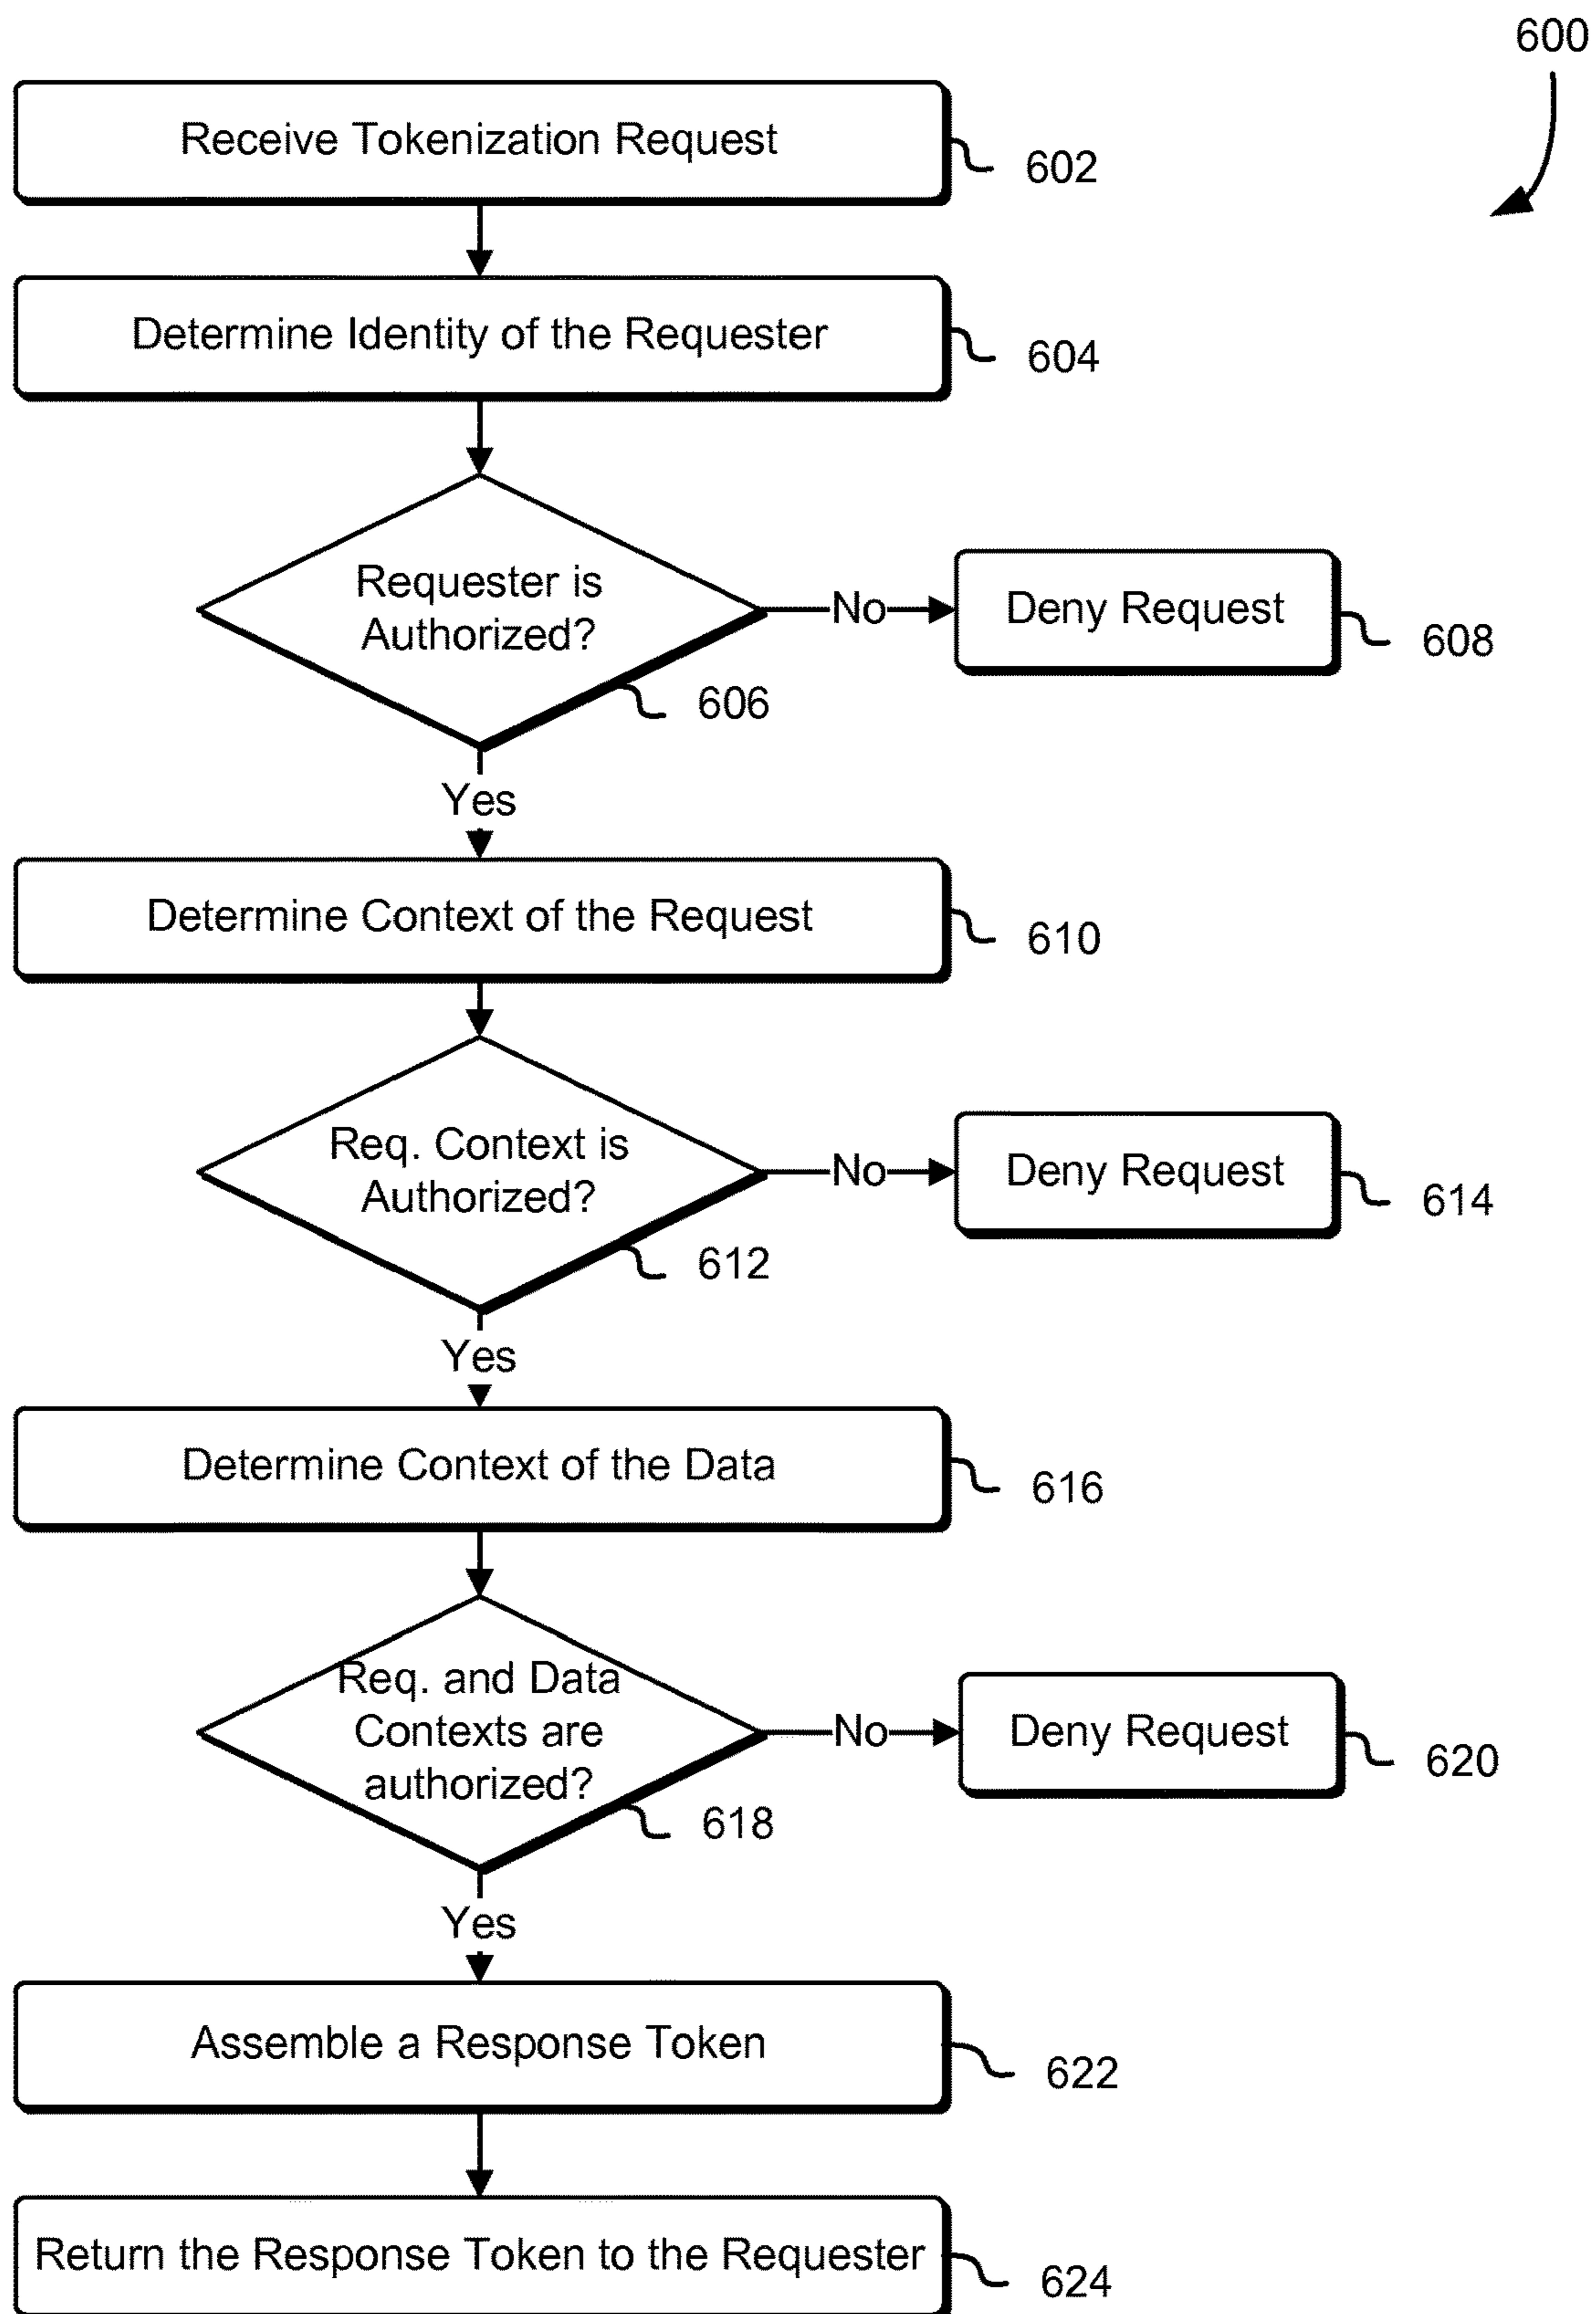 600
Receive Tokenization Request
602
Determine Identity of the Requester
604
Requester is
Authorized?
606
No
Deny Request
608
Yes
Determine Context of the Request
610
Req. Context is
Authorized?
612
No
Deny Request
614
Yes
Determine Context of the Data
616
Req. and Data
Contexts are
authorized?
618
No
Deny Request
620
Yes
Assemble a Response Token
622
Return the Response Token to the Requester
624